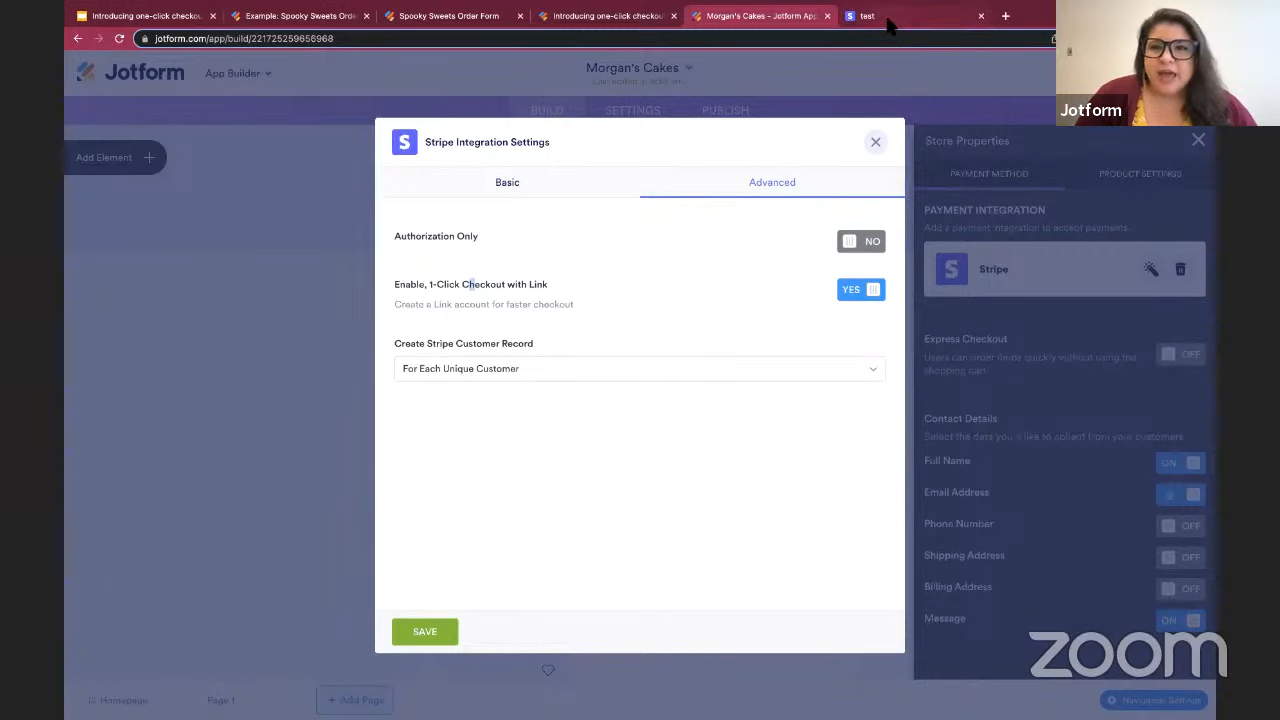 Introducing one-click checkou
Example: Spooky Sweets Orde
Spooky Sweets Order Form
Introducing one-click checkout
Morgan's Cakes - Jotform App
test
jotform.com/app/build/221725259656968
Jotform
App Builder
Morgan's Cakes
BUILD
SETTINGS
PUBLISH
Jotform
Add Element
Stripe Integration Settings
Basic
Advanced
Authorization Only
NO
Enable, 1-Click Checkout with Link
YES
Create a Link account for faster checkout
Create Stripe Customer Record
For Each Unique Customer
SAVE
Store Properties
PAYMENT METHOD
PRODUCT SETTINGS
PAYMENT INTEGRATION
Add a payment integration to accept payments.
Stripe
Express Checkout
OFF
Users can order items quickly without using the
shopping cart
Contact Details
Select the data you'd like to collect from your customers
Full Name
ON
Email Address
Phone Number
OFF
Shipping Address
OFF
Billing Address
OFF
Message
ON
zoom
Homepage
Page 1
+ Add Page
Navigation Settings